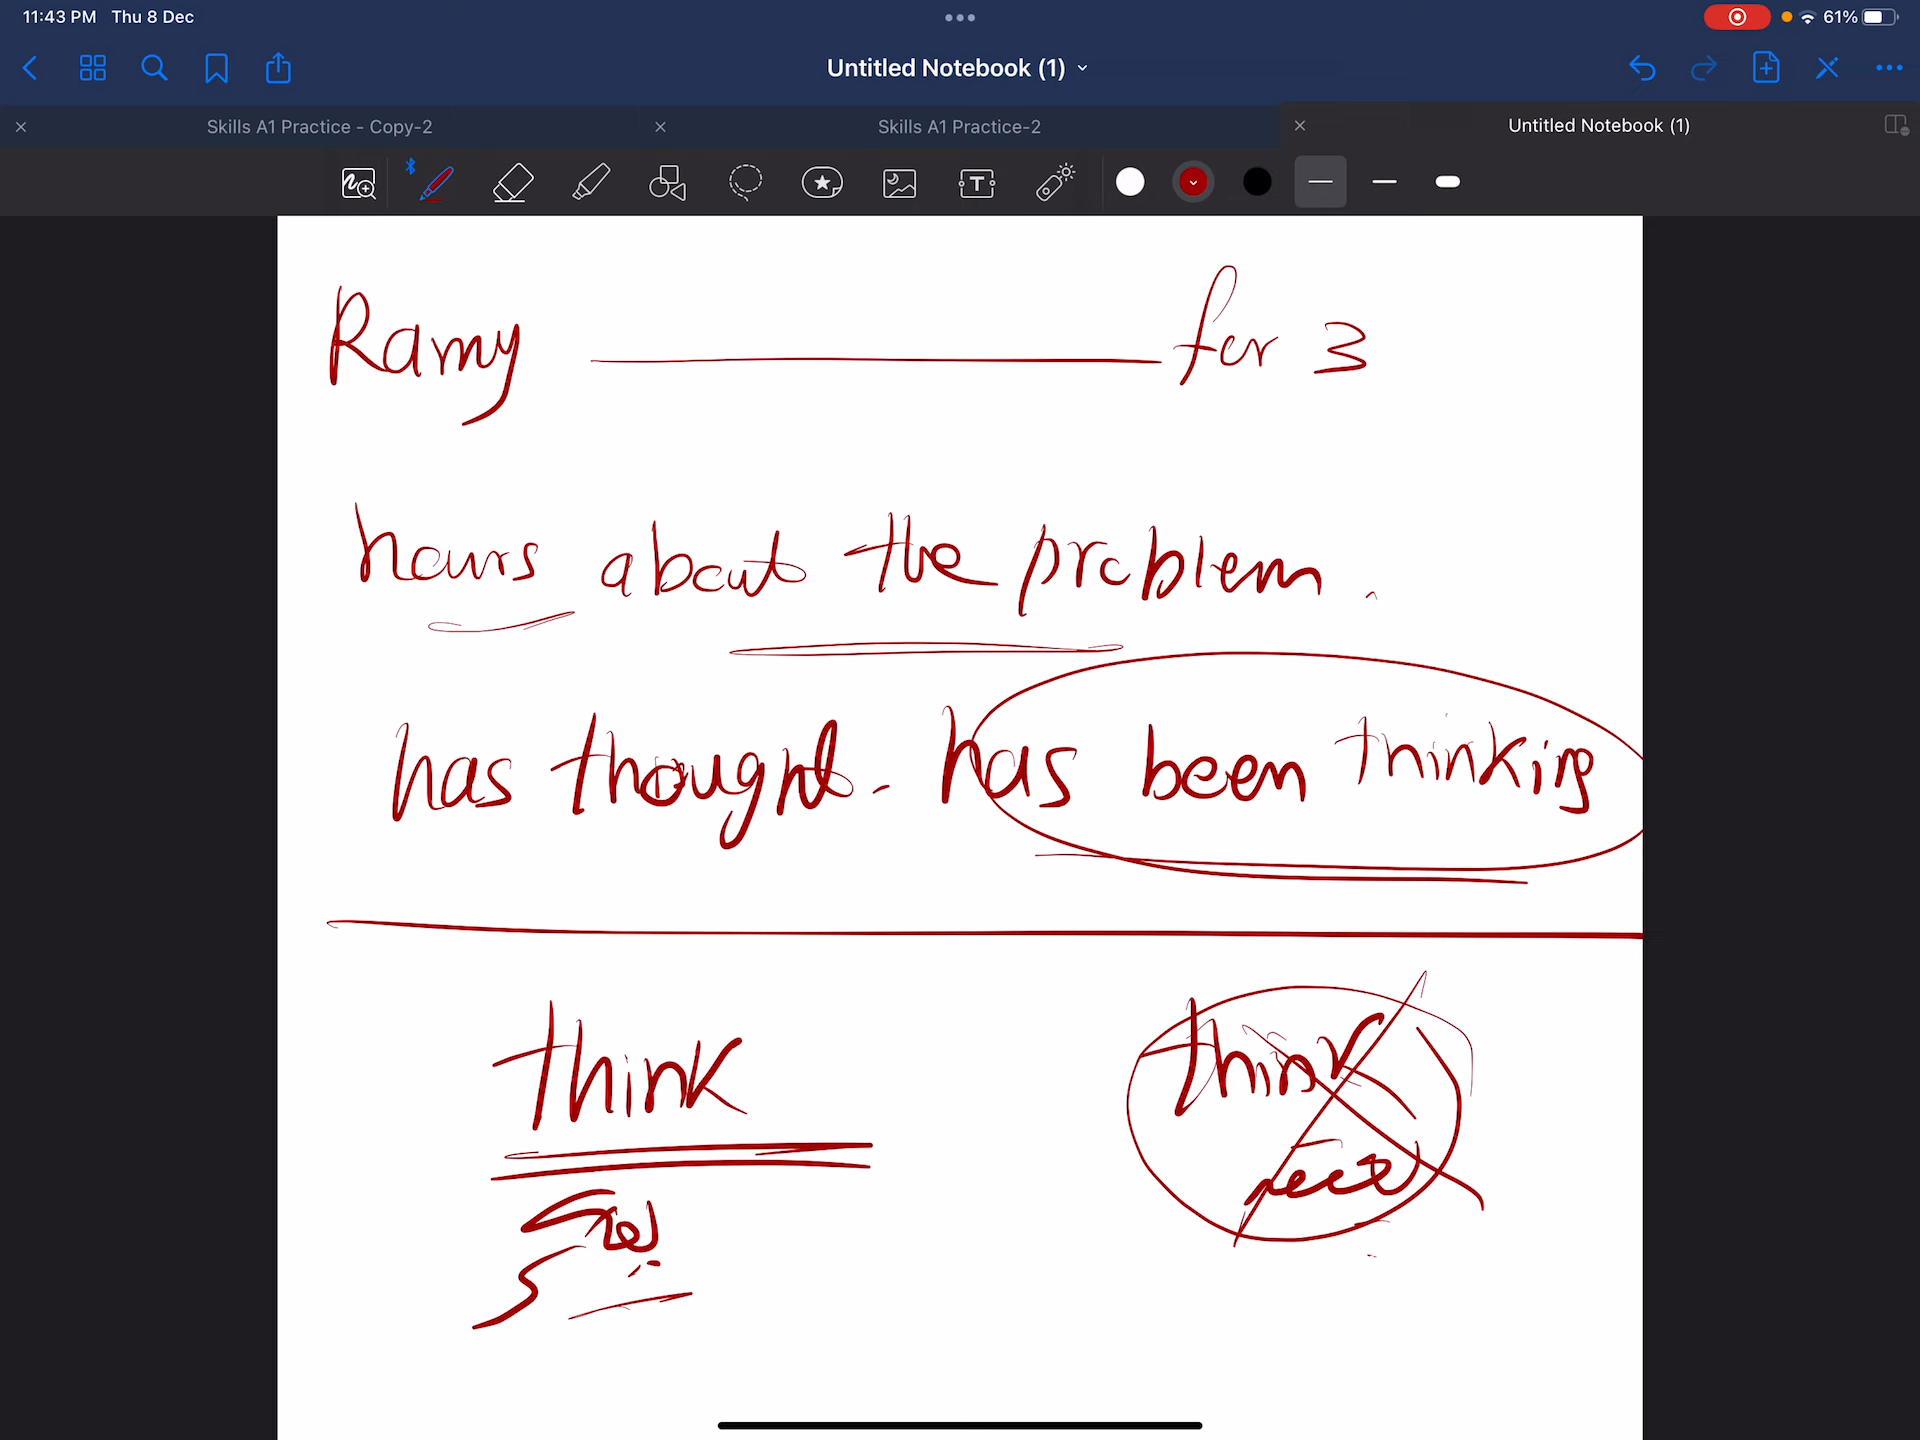 11:43 PM Thu 8 Dec
61%
Untitled Notebook (1)
Skills A1 Practice - Copy-2
Skills A1 Practice-2
Untitled Notebook (1)
T
Ramy ________ for 3
hours about the problem.
has thought - has been thinking
think
think